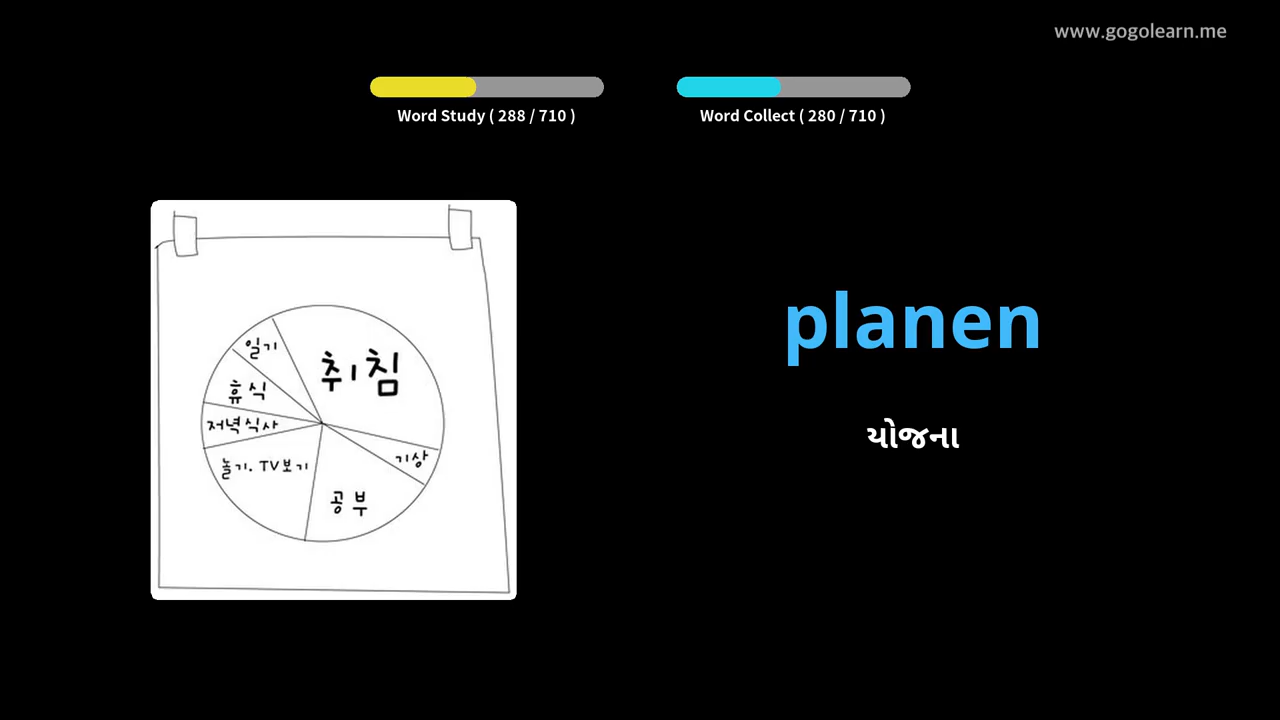 www.gogolearn.me
Word Study ( 288 / 710 )
Word Collect ( 280 / 710 )
일기
취침
휴식
저녁식사
놀기. TV보기
기상
공부
planen
યોજના